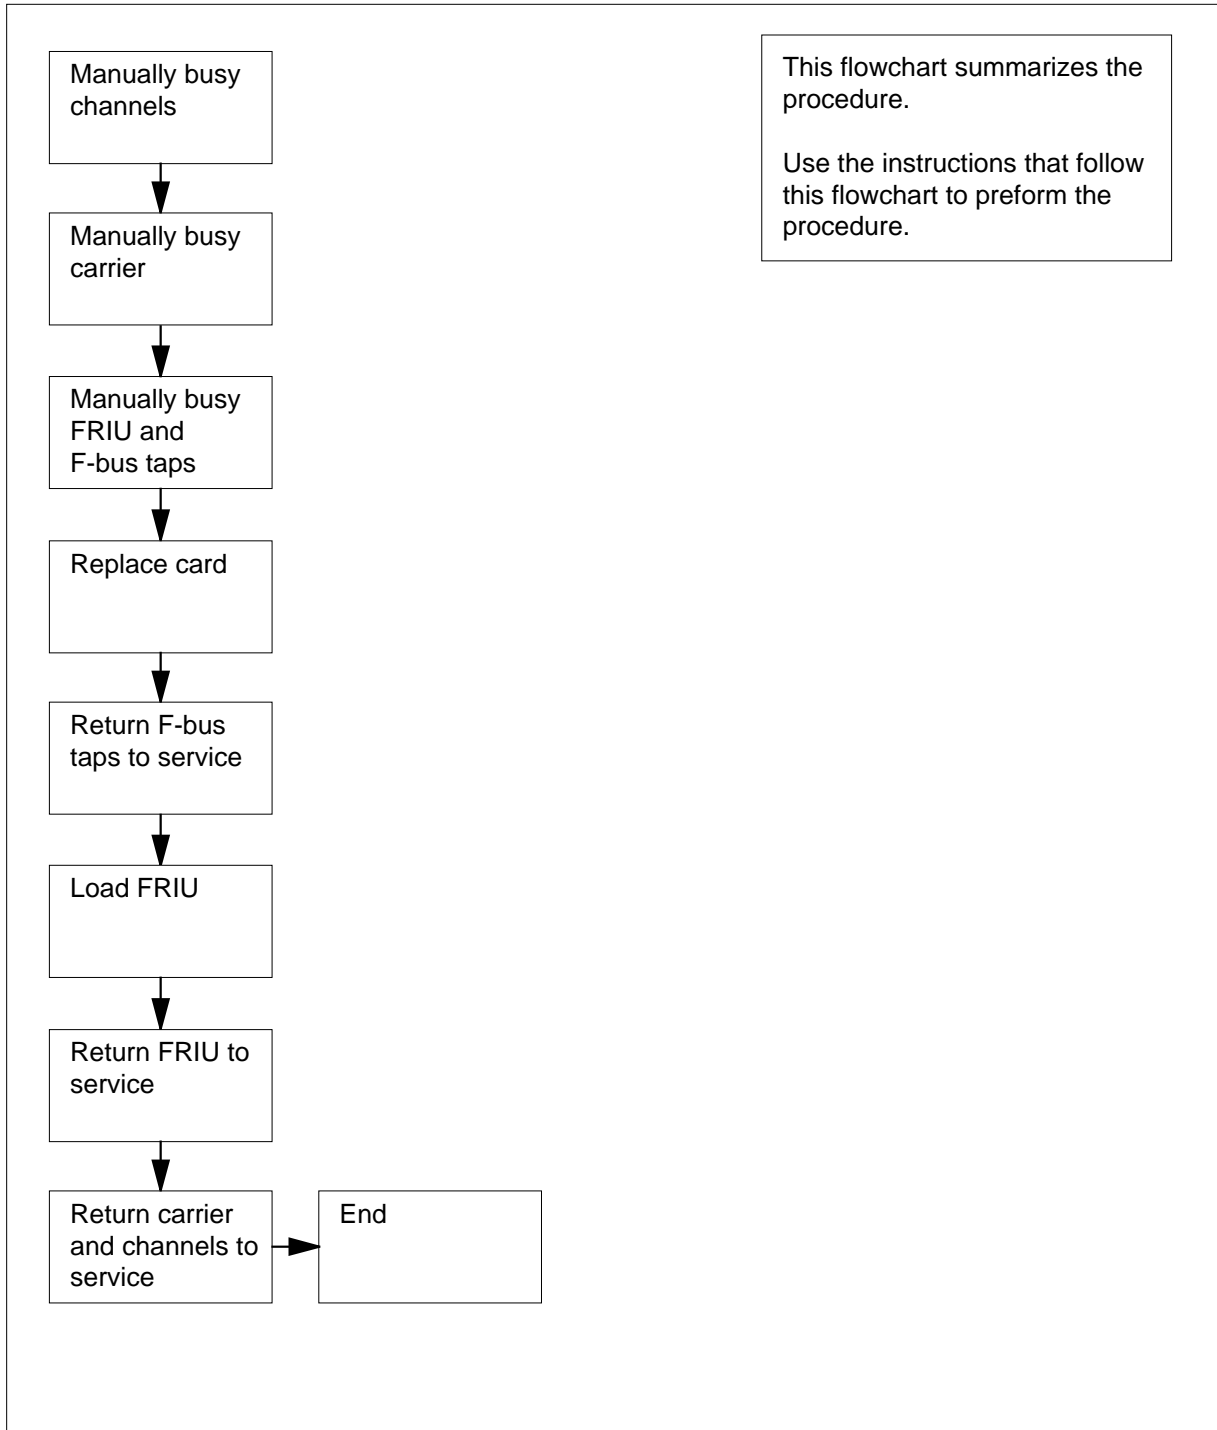 Manually busy
channels
This flowchart summarizes the
procedure.
Use the instructions that follow
this flowchart to preform the
procedure.
Manually busy
carrier
Manually busy
FRIU and
F-bus taps
Replace card
Return F-bus
taps to service
Load FRIU
Return FRIU to
service
Return carrier
and channels to
service
End